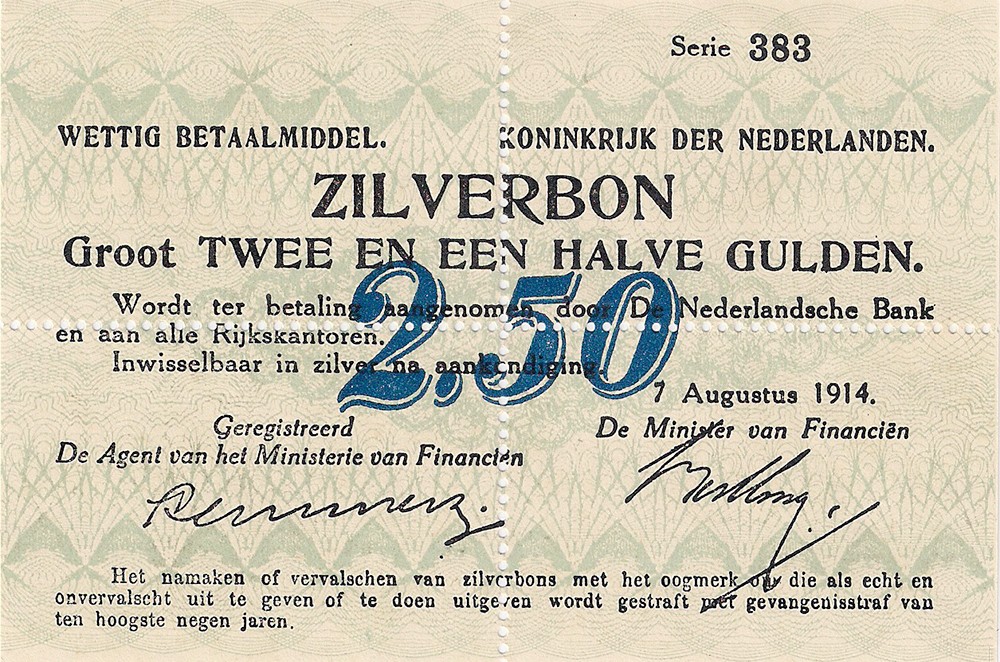 Serie 383
WETTIG BETAALMIDDEL. KONINKRIJK DER NEDERLANDEN.
ZILVERBON
Groot TWEE EN EEN HALVE GULDEN.
2.50
Wordt ter betaling aangenomen door De Nederlandsche Bank
en aan alle Rijkskantoren.
Inwisselbaar in zilver na aankondiging.
7 Augustus 1914.
Geregistreerd
De Agent van het Ministerie van Financiën
De Minister van Financiën
Het namaken of vervalschen van zilverbons met het oogmerk om die als echt en
onvervalscht uit te geven of te doen uitgeven wordt gestraft met gevangenisstraf van
ten hoogste negen jaren.